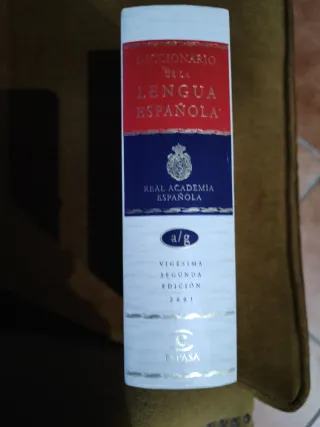 DICCIONARIO
DE LA
LENGUA
ESPAÑOLA
REAL ACADEMIA
ESPAÑOLA
a/g
VIGÉSIMA
SEGUNDA
EDICIÓN
2001
ESPASA